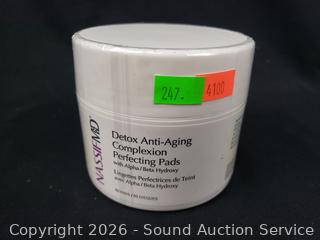 247.
4100
NASSIFMD
Detox Anti-Aging
Complexion
Perfecting Pads
with Alpha/Beta Hydroxy
Lingettes Perfectrices de Teint
avec Alpha/Beta Hydroxy
Copyright 2026 - Sound Auction Service